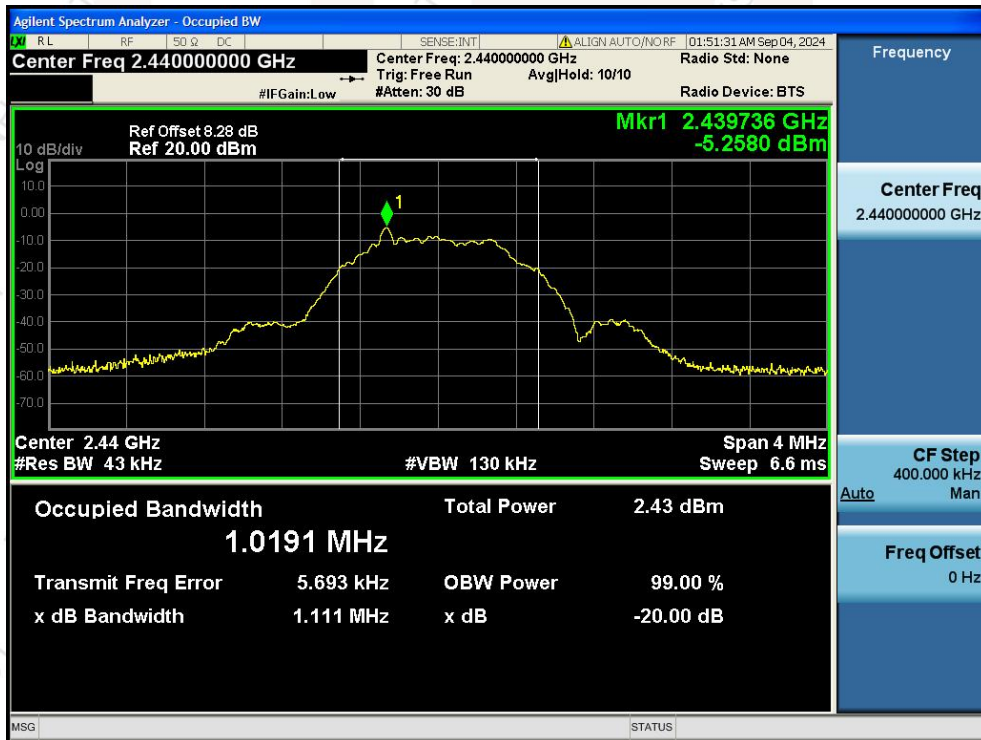 Agilent Spectrum Analyzer - Occupied BW
LXI RL RF 50 Ω DC SENSE:INT ALIGN AUTO/NO RF 01:51:31 AM Sep 04, 2024
Center Freq 2.440000000 GHz
Center Freq: 2.440000000 GHz
Radio Std: None
Trig: Free Run Avg|Hold: 10/10
#IFGain:Low
#Atten: 30 dB
Radio Device: BTS
Ref Offset 8.28 dB
Mkr1 2.439736 GHz
10 dB/div Ref 20.00 dBm
-5.2580 dBm
Log
1
10.0
0.00
-10.0
-20.0
-30.0
-40.0
-50.0
-60.0
-70.0
Center 2.44 GHz
Span 4 MHz
#Res BW 43 kHz
#VBW 130 kHz
Sweep 6.6 ms
Occupied Bandwidth
Total Power 2.43 dBm
1.0191 MHz
Transmit Freq Error 5.693 kHz
OBW Power 99.00 %
x dB Bandwidth 1.111 MHz
x dB -20.00 dB
Frequency
Center Freq
2.440000000 GHz
CF Step
400.000 kHz
Auto Man
Freq Offset
0 Hz
MSG
STATUS